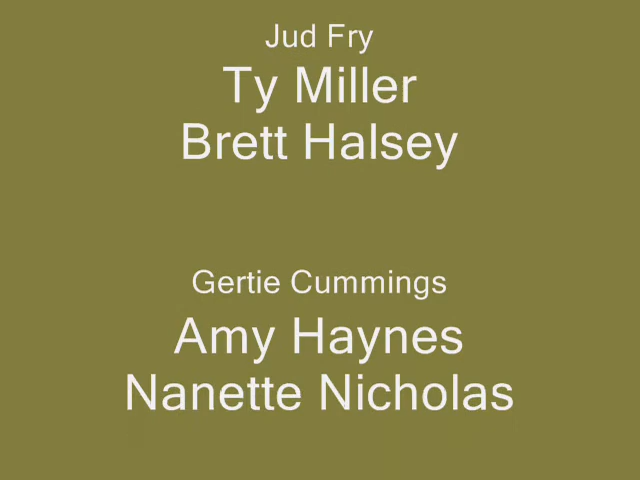 Jud Fry
Ty Miller
Brett Halsey
Gertie Cummings
Amy Haynes
Nanette Nicholas